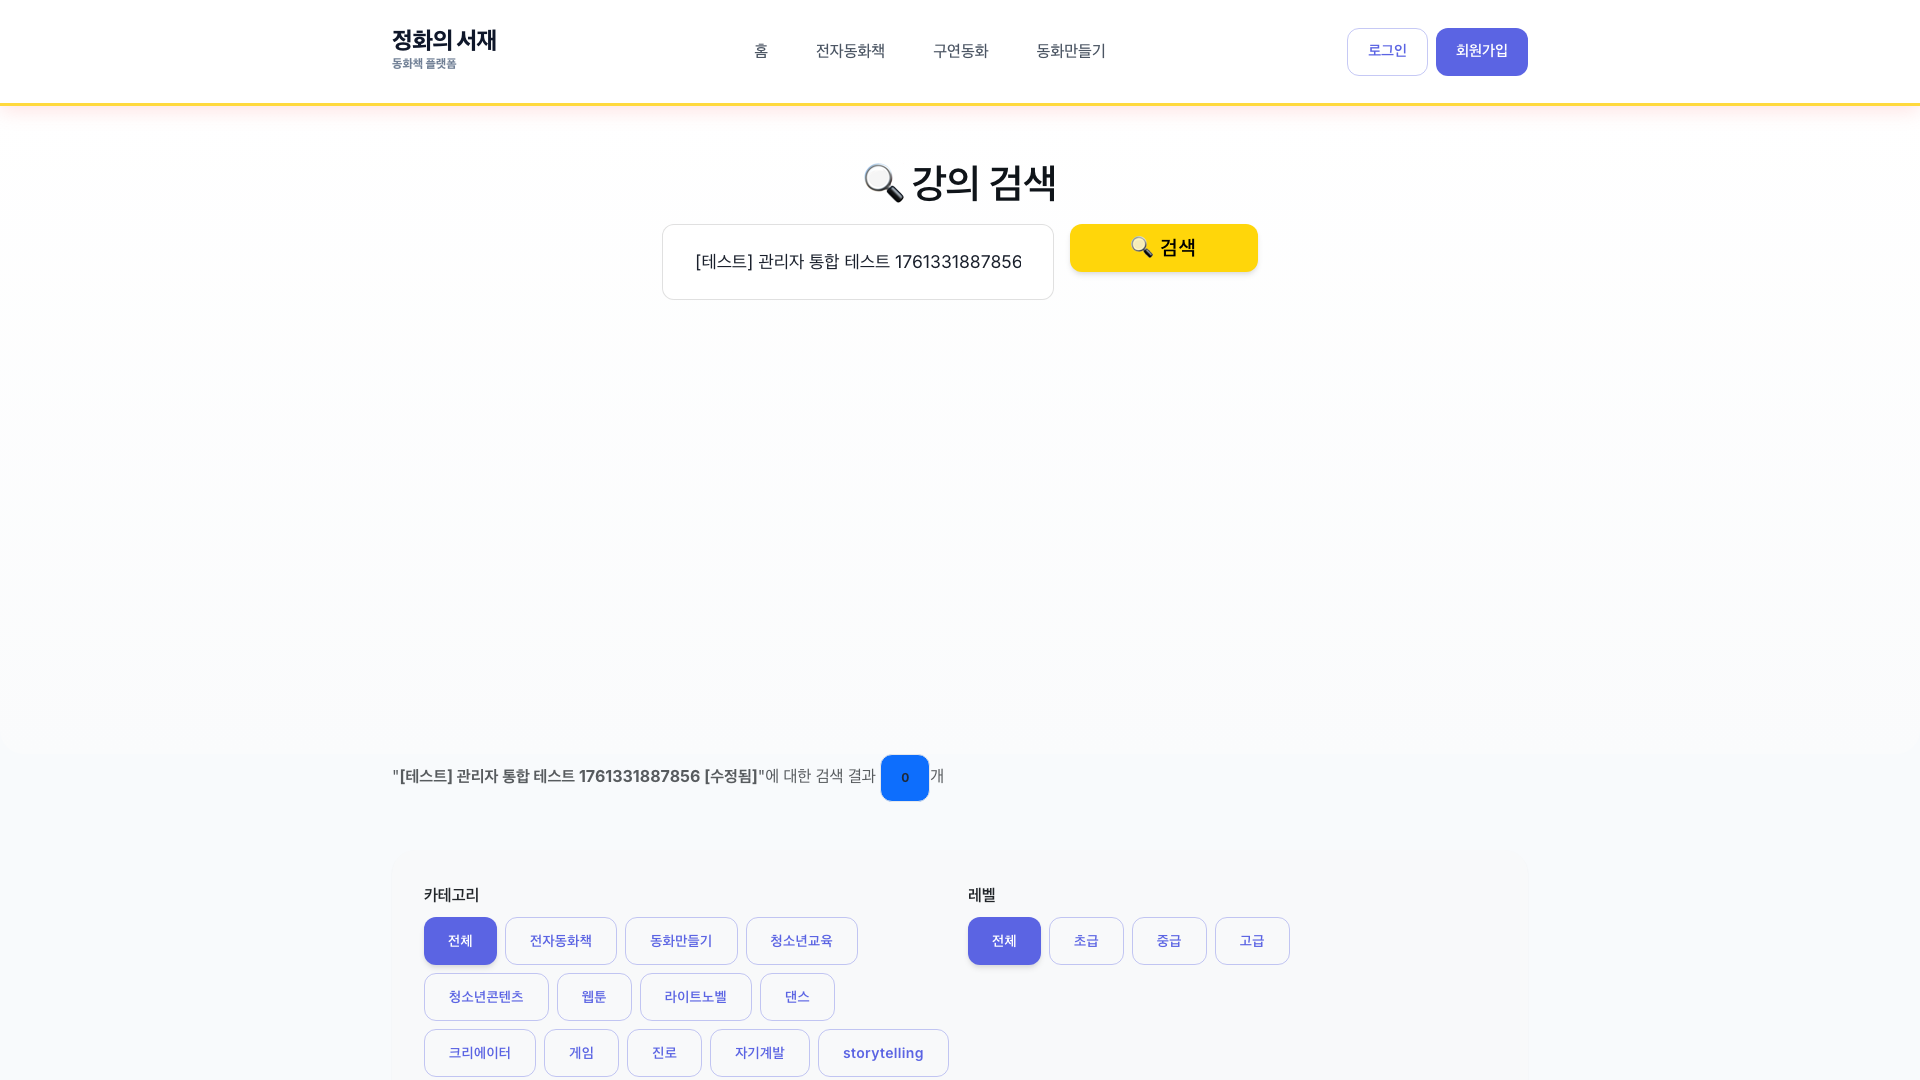 정화의 서재
동화책 플랫폼
홈
전자동화책
구연동화
동화만들기
로그인
회원가입
강의 검색
[테스트] 관리자 통합 테스트 1761331887856
검색
"[테스트] 관리자 통합 테스트 1761331887856 [수정됨]"에 대한 검색 결과 0개
카테고리
전체
전자동화책
동화만들기
청소년교육
청소년콘텐츠
웹툰
라이트노벨
댄스
크리에이터
게임
진로
자기계발
storytelling
레벨
전체
초급
중급
고급